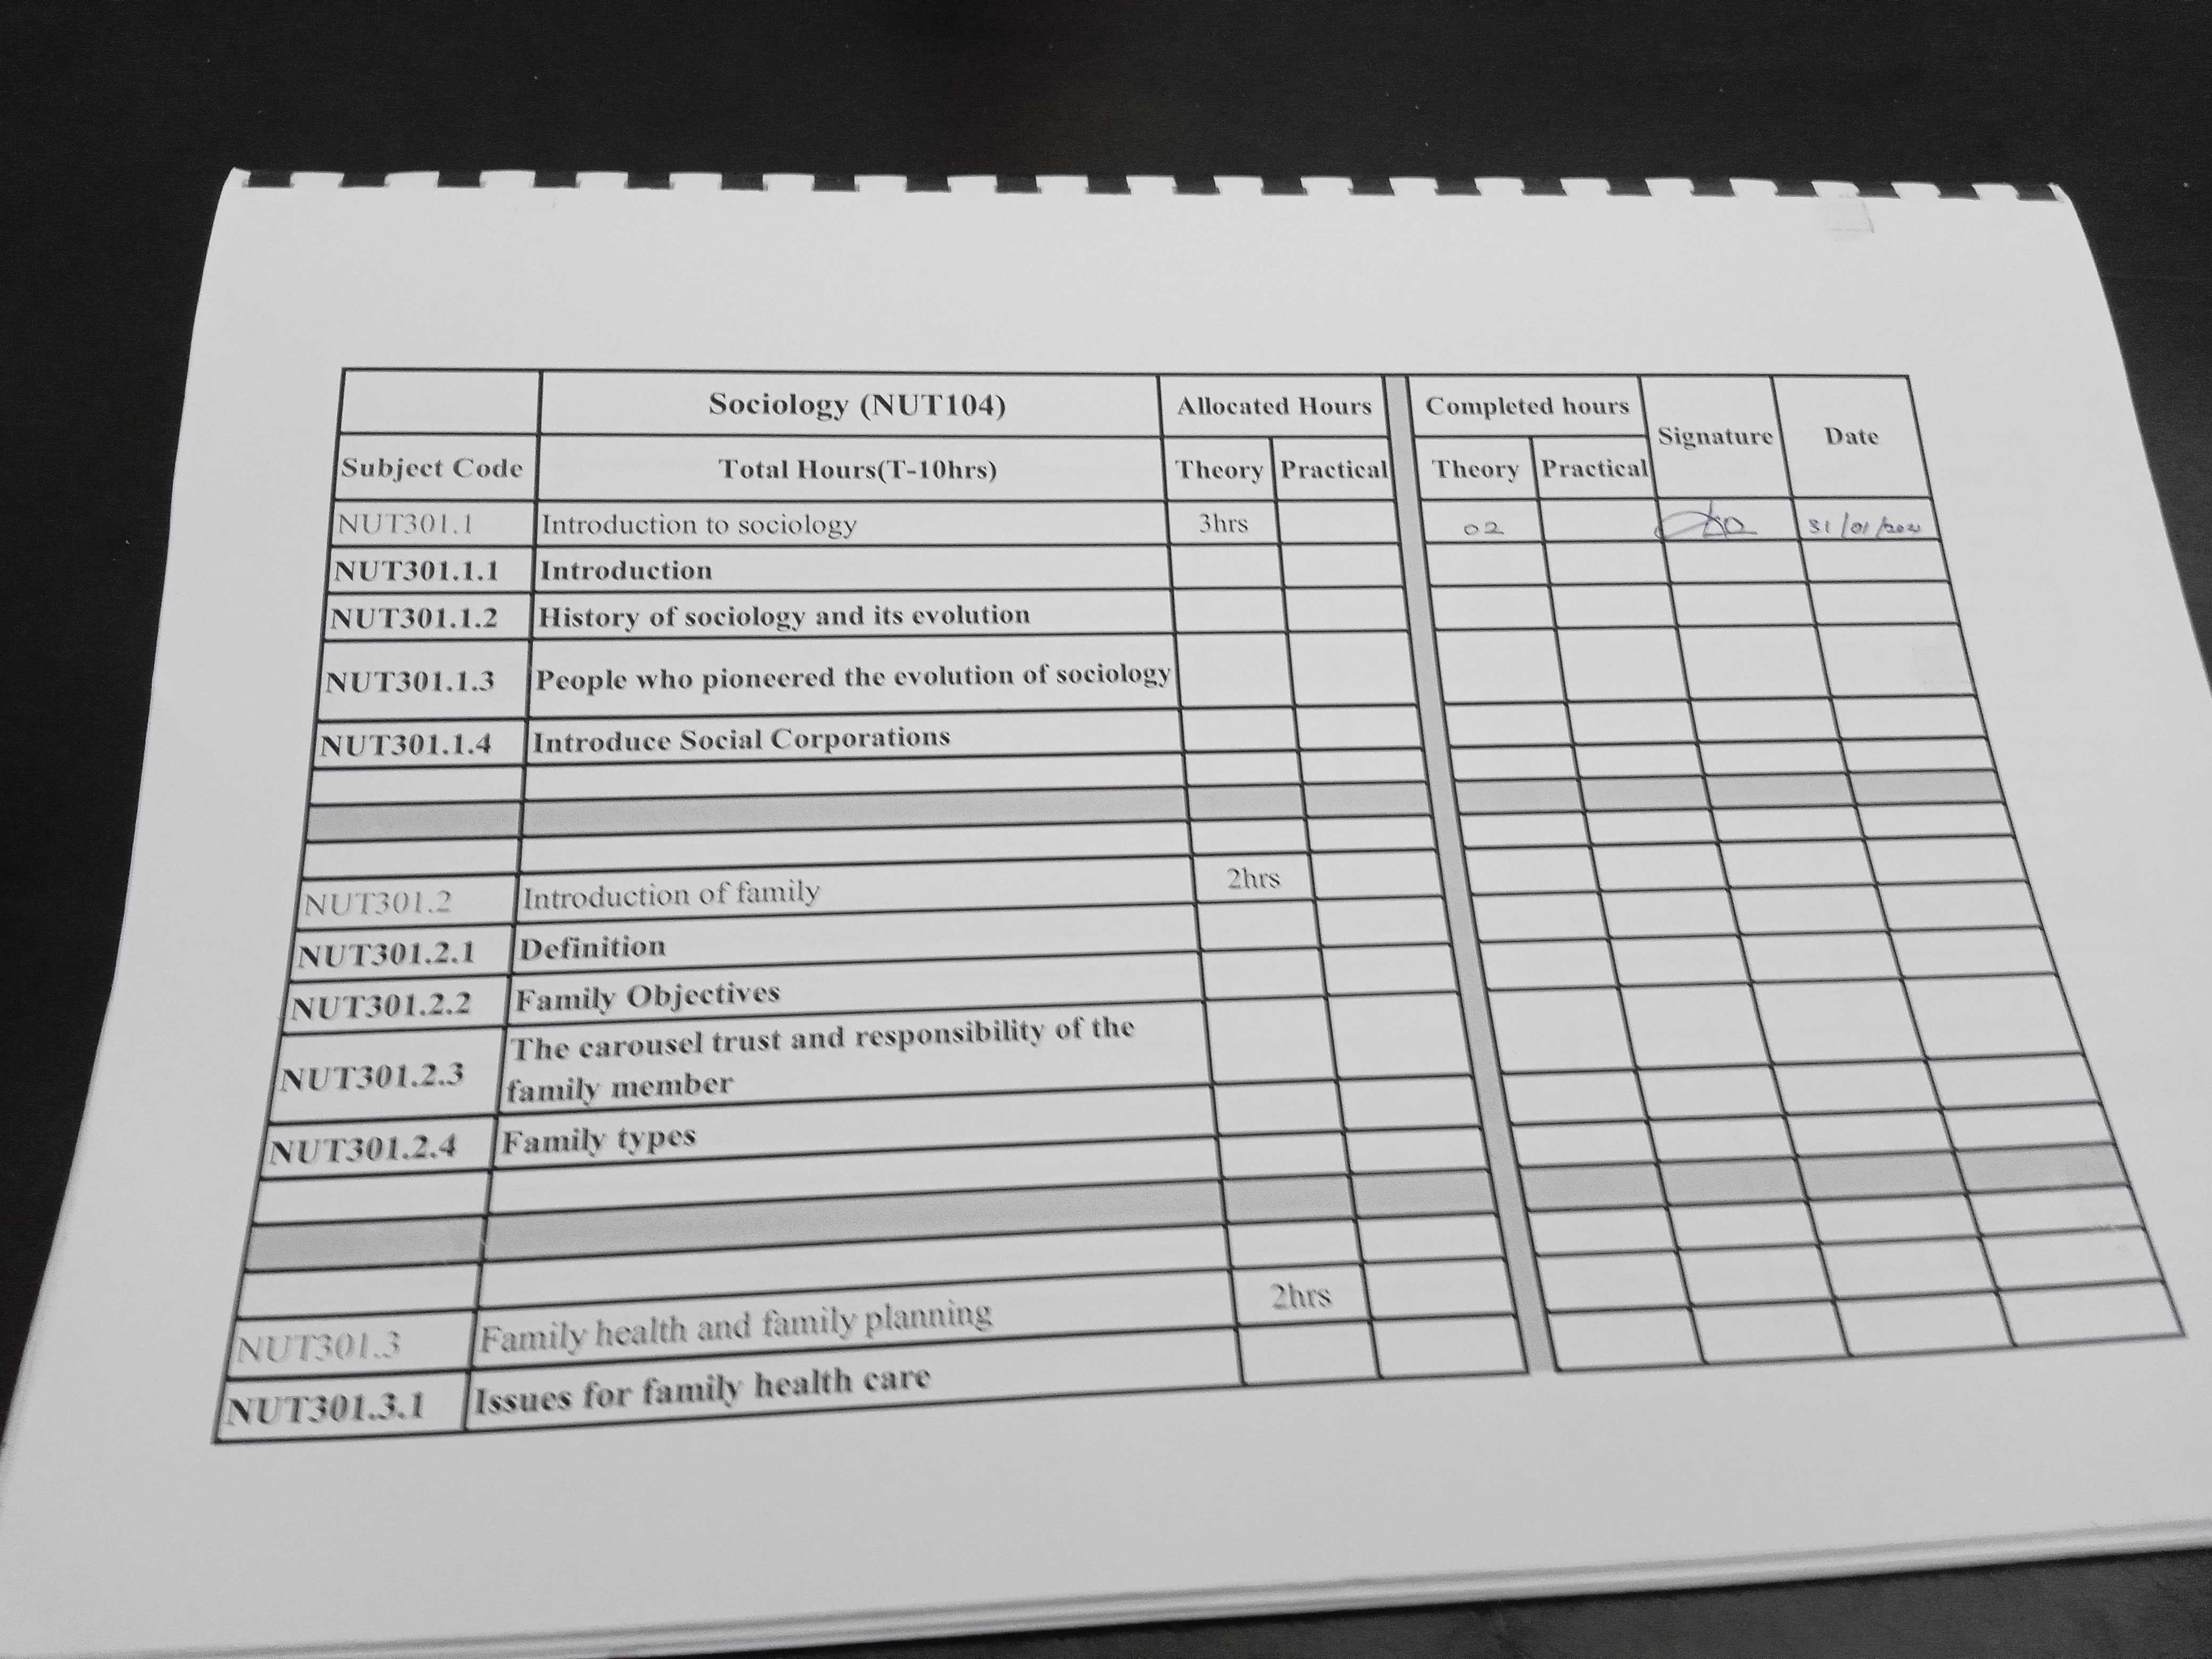 Sociology (NUT104) Allocated Hours Completed hours Signature Date
Subject Code Total Hours(T-10hrs) Theory Practical Theory Practical
NUT301.1 Introduction to sociology 3hrs 02
NUT301.1.1 Introduction
NUT301.1.2 History of sociology and its evolution
NUT301.1.3 People who pioneered the evolution of sociology
NUT301.1.4 Introduce Social Corporations
NUT301.2 Introduction of family 2hrs
NUT301.2.1 Definition
NUT301.2.2 Family Objectives
NUT301.2.3 The carousel trust and responsibility of the
family member
NUT301.2.4 Family types
NUT301.3 Family health and family planning 2hrs
NUT301.3.1 Issues for family health care